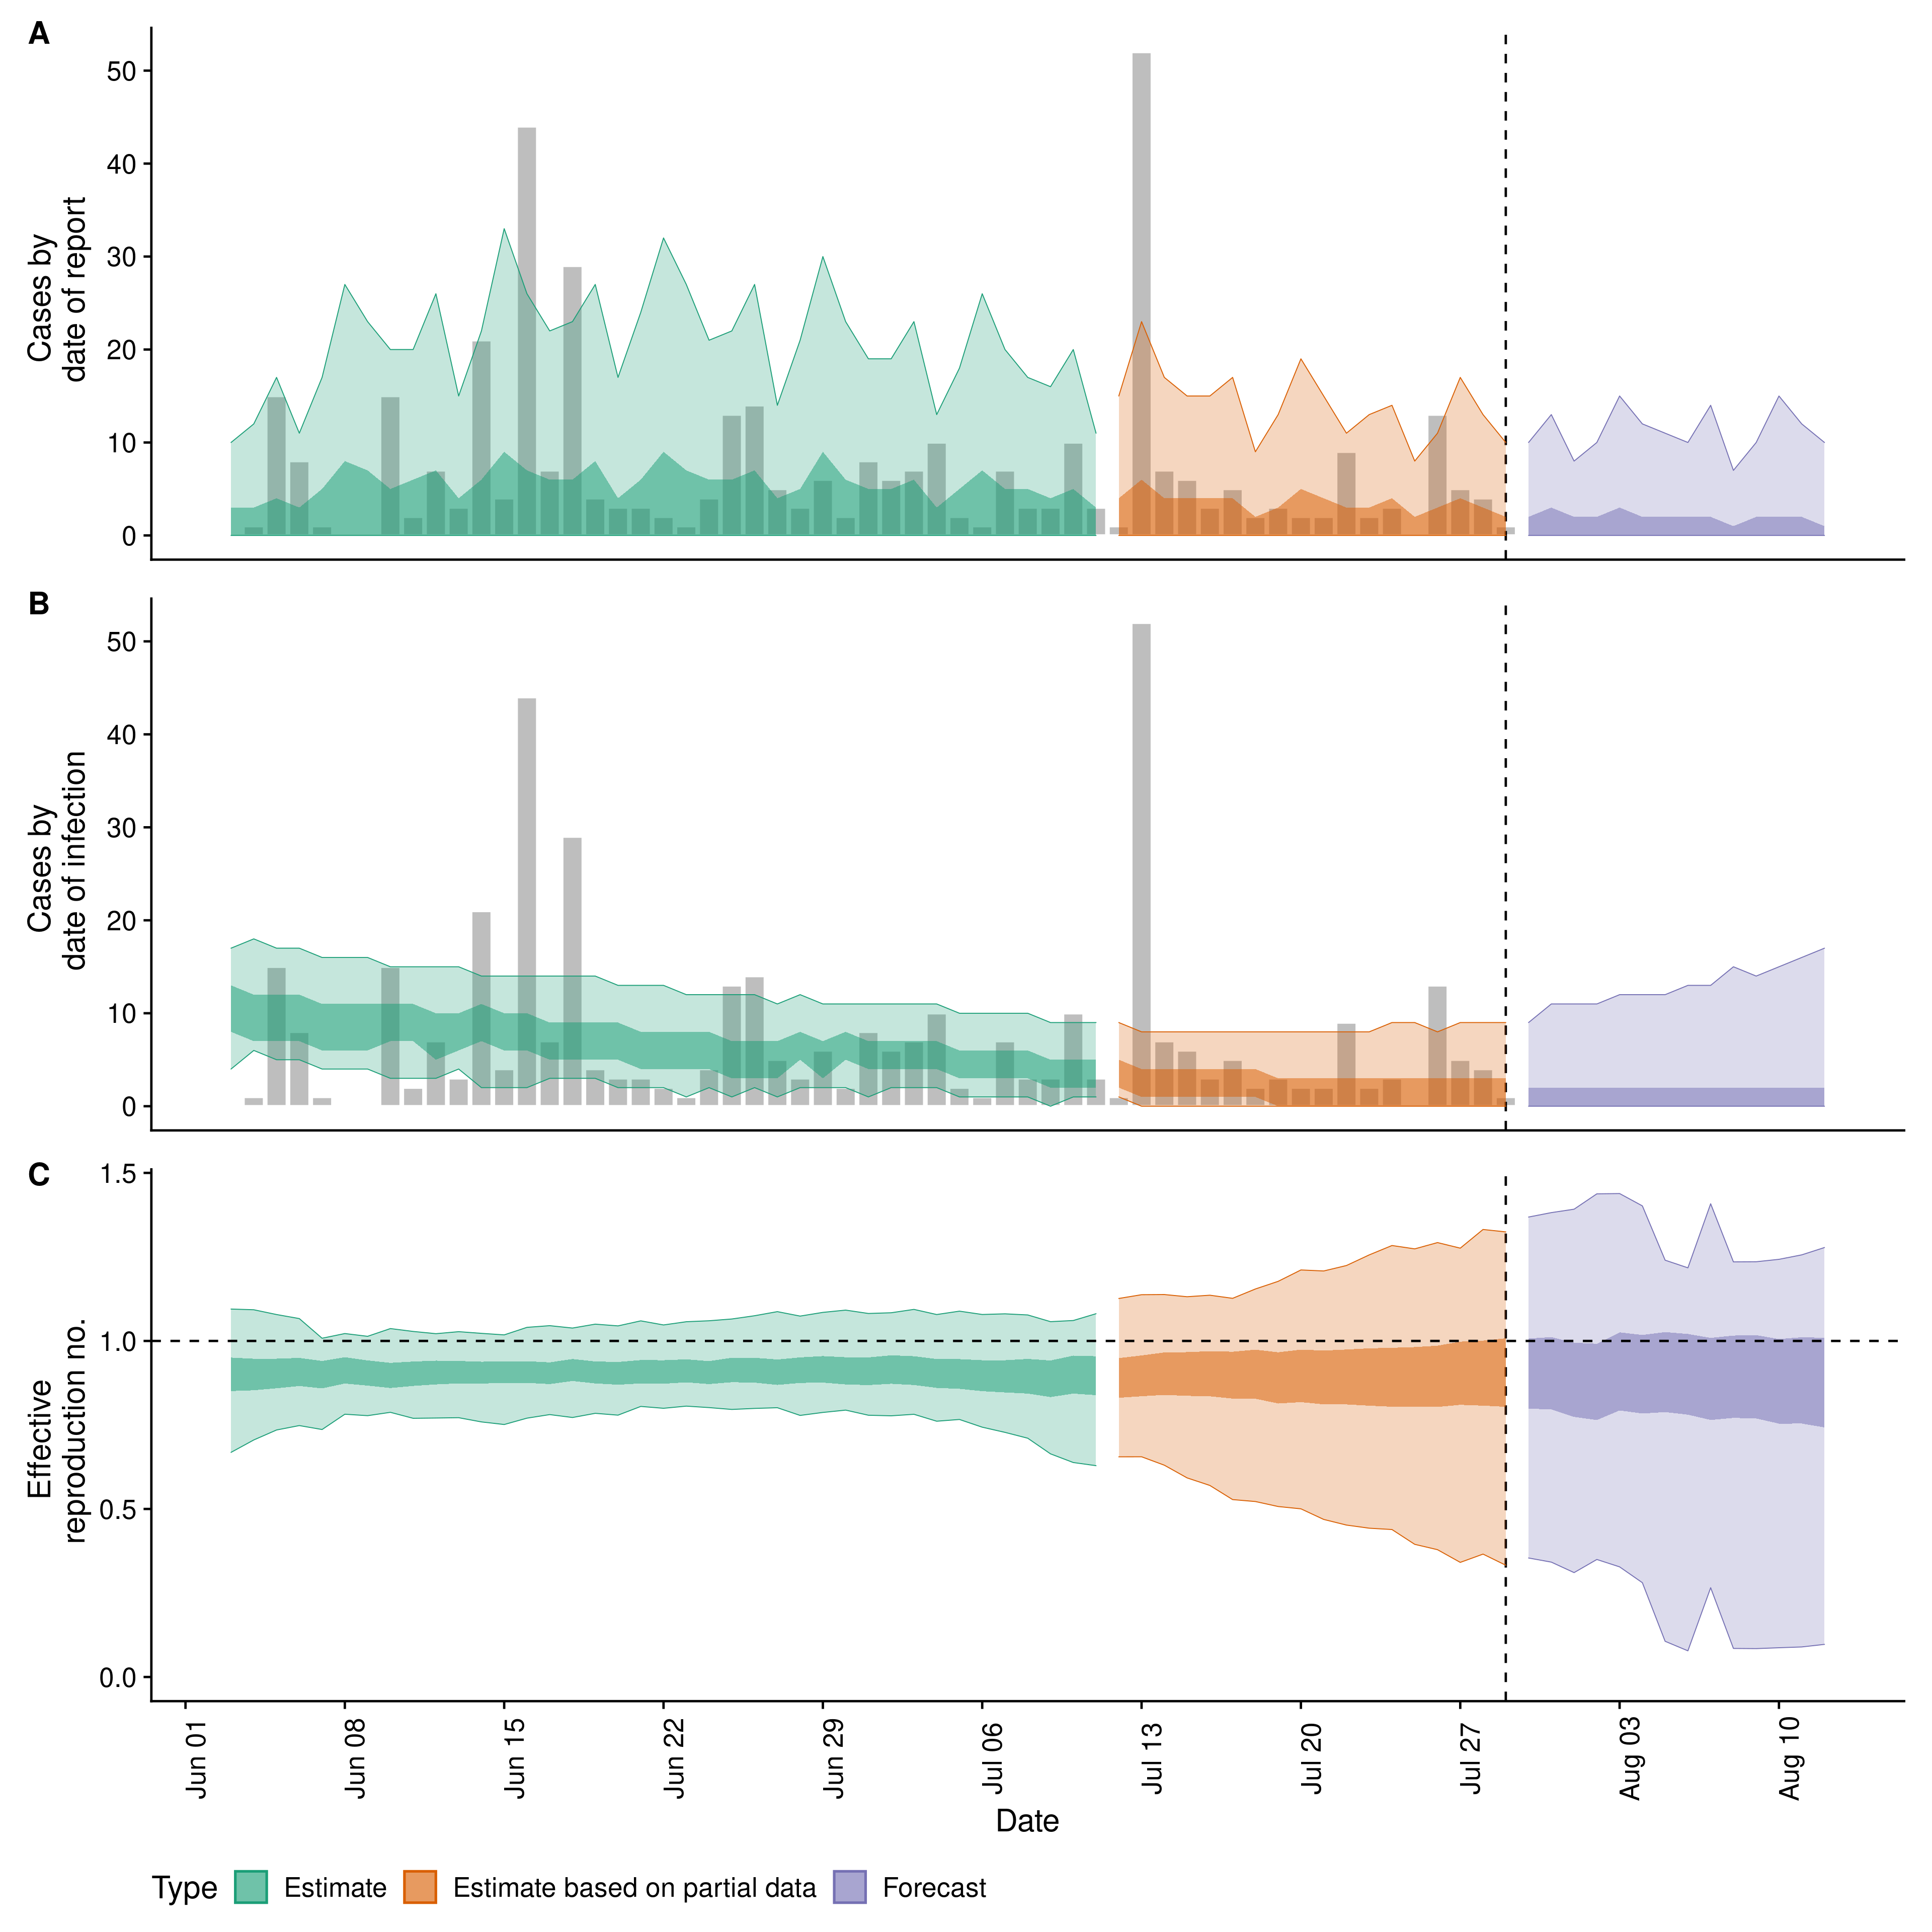 A
50
40
30
20
10
0
Cases by
date of report
B
50
40
30
20
10
0
Cases by
date of infection
C
1.5
1.0
0.5
0.0
Effective
reproduction no.
Jun 01
Jun 08
Jun 15
Jun 22
Jun 29
Jul 06
Jul 13
Jul 20
Jul 27
Aug 03
Aug 10
Date
Type Estimate Estimate based on partial data Forecast